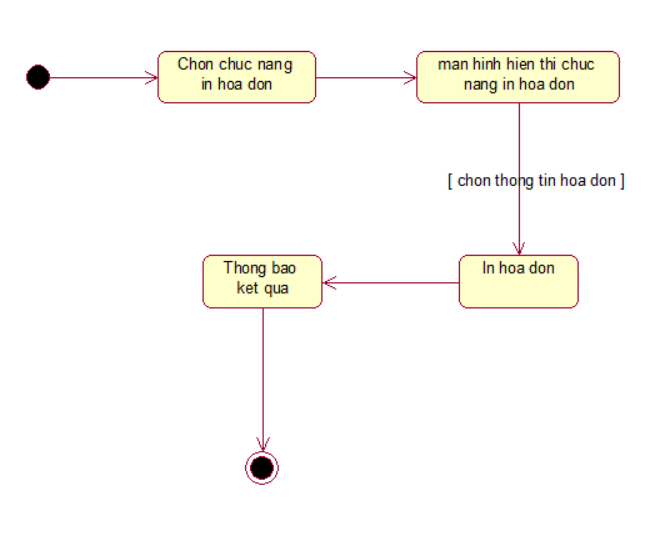 Chon chuc nang
in hoa don
man hinh hien thi chuc
nang in hoa don
[ chon thong tin hoa don ]
Thong bao
ket qua
In hoa don